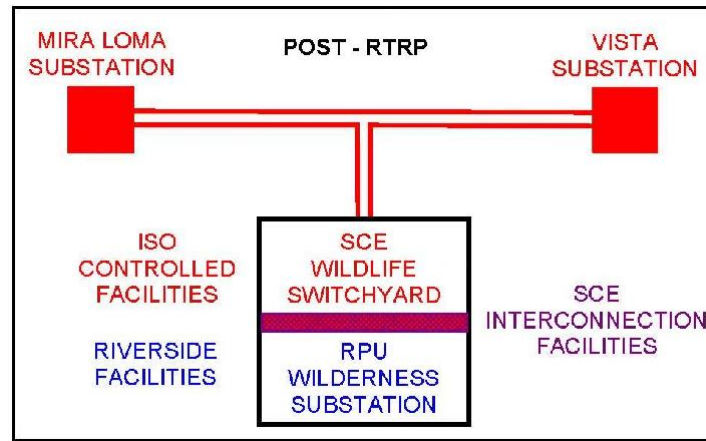 MIRA LOMA
SUBSTATION
POST - RTRP
VISTA
SUBSTATION
ISO
CONTROLLED
FACILITIES
SCE
WILDLIFE
SWITCHYARD
SCE
INTERCONNECTION
FACILITIES
RIVERSIDE
FACILITIES
RPU
WILDERNESS
SUBSTATION